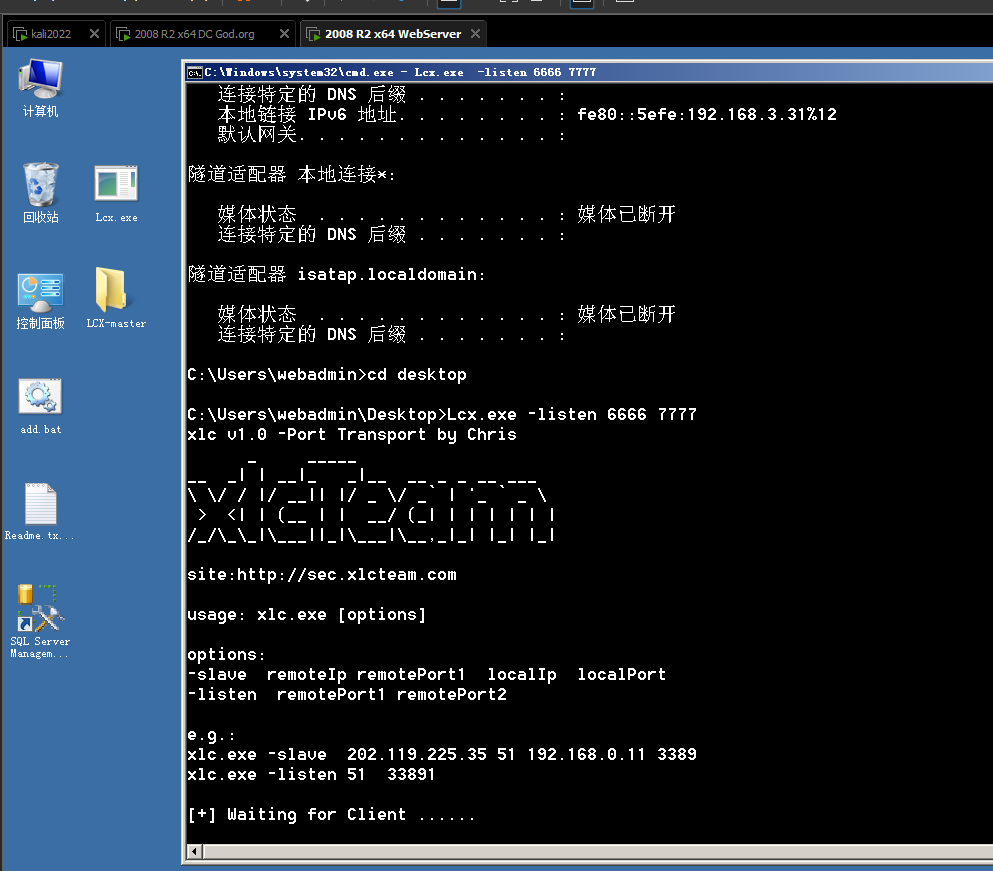 kali2022
2008 R2 x64 DC God.org
2008 R2 x64 WebServer
计算机
回收站
Lcx.exe
控制面板
LCX-master
add.bat
Readme.tx...
SQL Server
Managem...
C:\Windows\system32\cmd.exe - Lcx.exe  -listen 6666 7777
连接特定的 DNS 后缀 . . . . . . . :
本地链接 IPv6 地址. . . . . . . . : fe80::5efe:192.168.3.31%12
默认网关. . . . . . . . . . . . . :
隧道适配器 本地连接*:
媒体状态  . . . . . . . . . . . . : 媒体已断开
连接特定的 DNS 后缀 . . . . . . . :
隧道适配器 isatap.localdomain:
媒体状态  . . . . . . . . . . . . : 媒体已断开
连接特定的 DNS 后缀 . . . . . . . :
C:\Users\webadmin>cd desktop
C:\Users\webadmin\Desktop>Lcx.exe -listen 6666 7777
xlc v1.0 -Port Transport by Chris
xlcTeam
site:http://sec.xlcteam.com
usage: xlc.exe [options]
options:
-slave  remoteIp remotePort1  localIp  localPort
-listen  remotePort1 remotePort2
e.g.:
xlc.exe -slave  202.119.225.35 51 192.168.0.11 3389
xlc.exe -listen 51  33891
[+] Waiting for Client ......